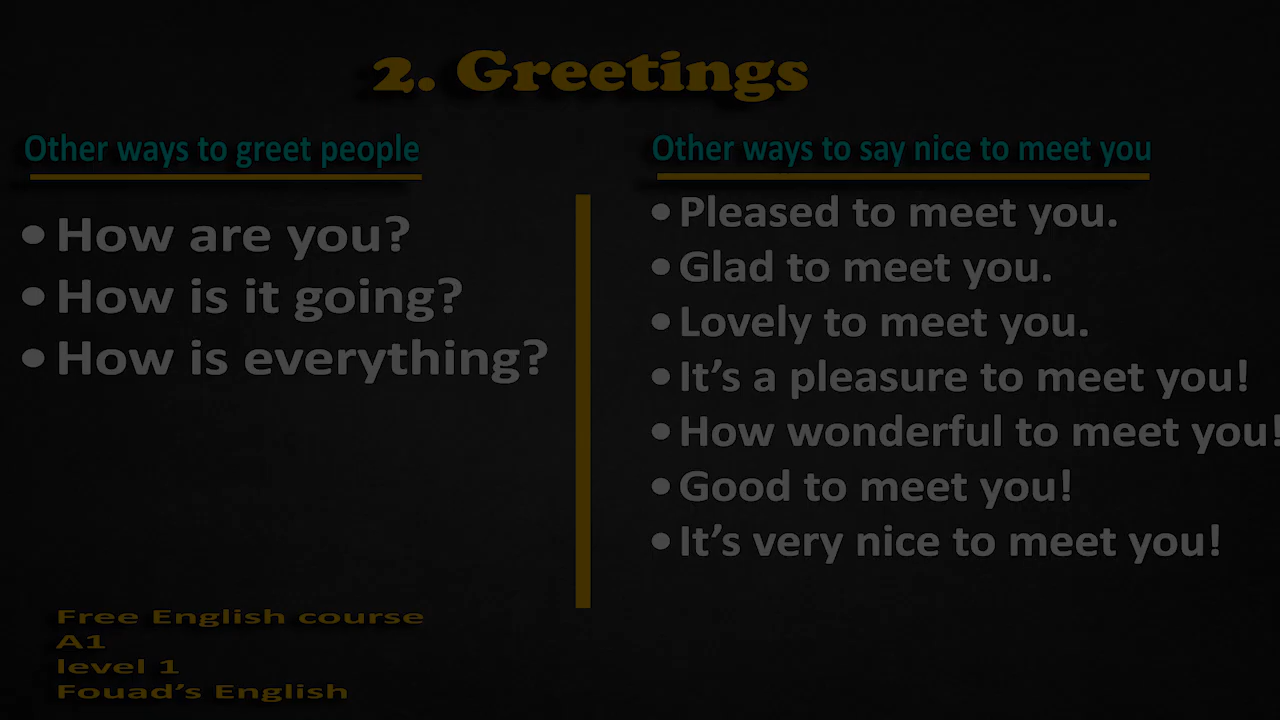 2. Greetings
Other ways to greet people
• How are you?
• How is it going?
• How is everything?
Other ways to say nice to meet you
• Pleased to meet you.
• Glad to meet you.
• Lovely to meet you.
• It’s a pleasure to meet you!
• How wonderful to meet you!
• Good to meet you!
• It’s very nice to meet you!
Free English course
A1
level 1
Fouad’s English